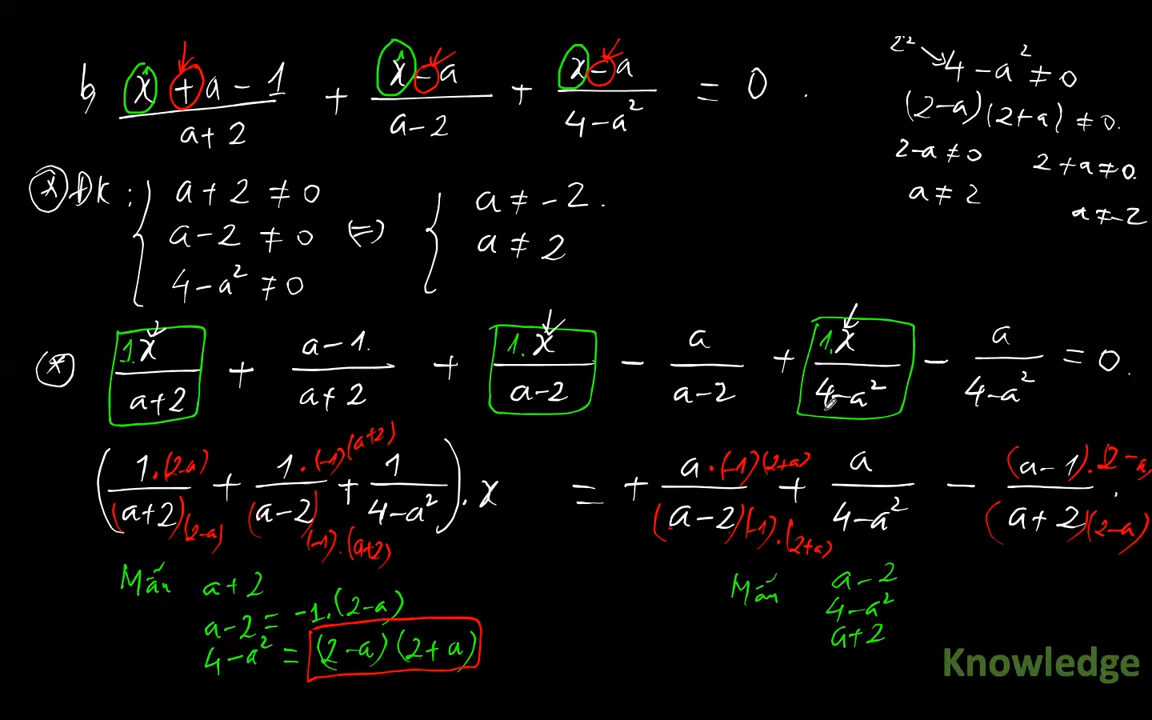 b, (x + a - 1)/(a + 2) + (x - a)/(a - 2) + (x - a)/(4 - a²) = 0 .
2² 4 - a² ≠ 0
(2-a)(2+a) ≠ 0.
2-a ≠ 0 2+a ≠ 0.
a ≠ 2 a ≠ -2
(*) ĐK : { a + 2 ≠ 0 (=) { a ≠ -2 .
a - 2 ≠ 0 a ≠ 2
4 - a² ≠ 0
(*) 1.x/(a+2) + (a-1.)/(a+2) + 1.x/(a-2) - a/(a-2) + 1.x/(4-a²) - a/(4-a²) = 0.
(1.(2-a)/((a+2)(2-a)) + 1.(-1)(a+2)/((a-2).(-1).(a+2)) + 1/(4-a²)) . x = + a.(-1)(2+a)/((a-2)(-1).(2+a)) + a/(4-a²) - (a-1).2-a/((a+2)(2-a)) .
Mẫu a+2
a-2 = -1.(2-a)
4-a² = (2-a)(2+a)
Mẫu a-2
4-a²
a+2
Knowledge